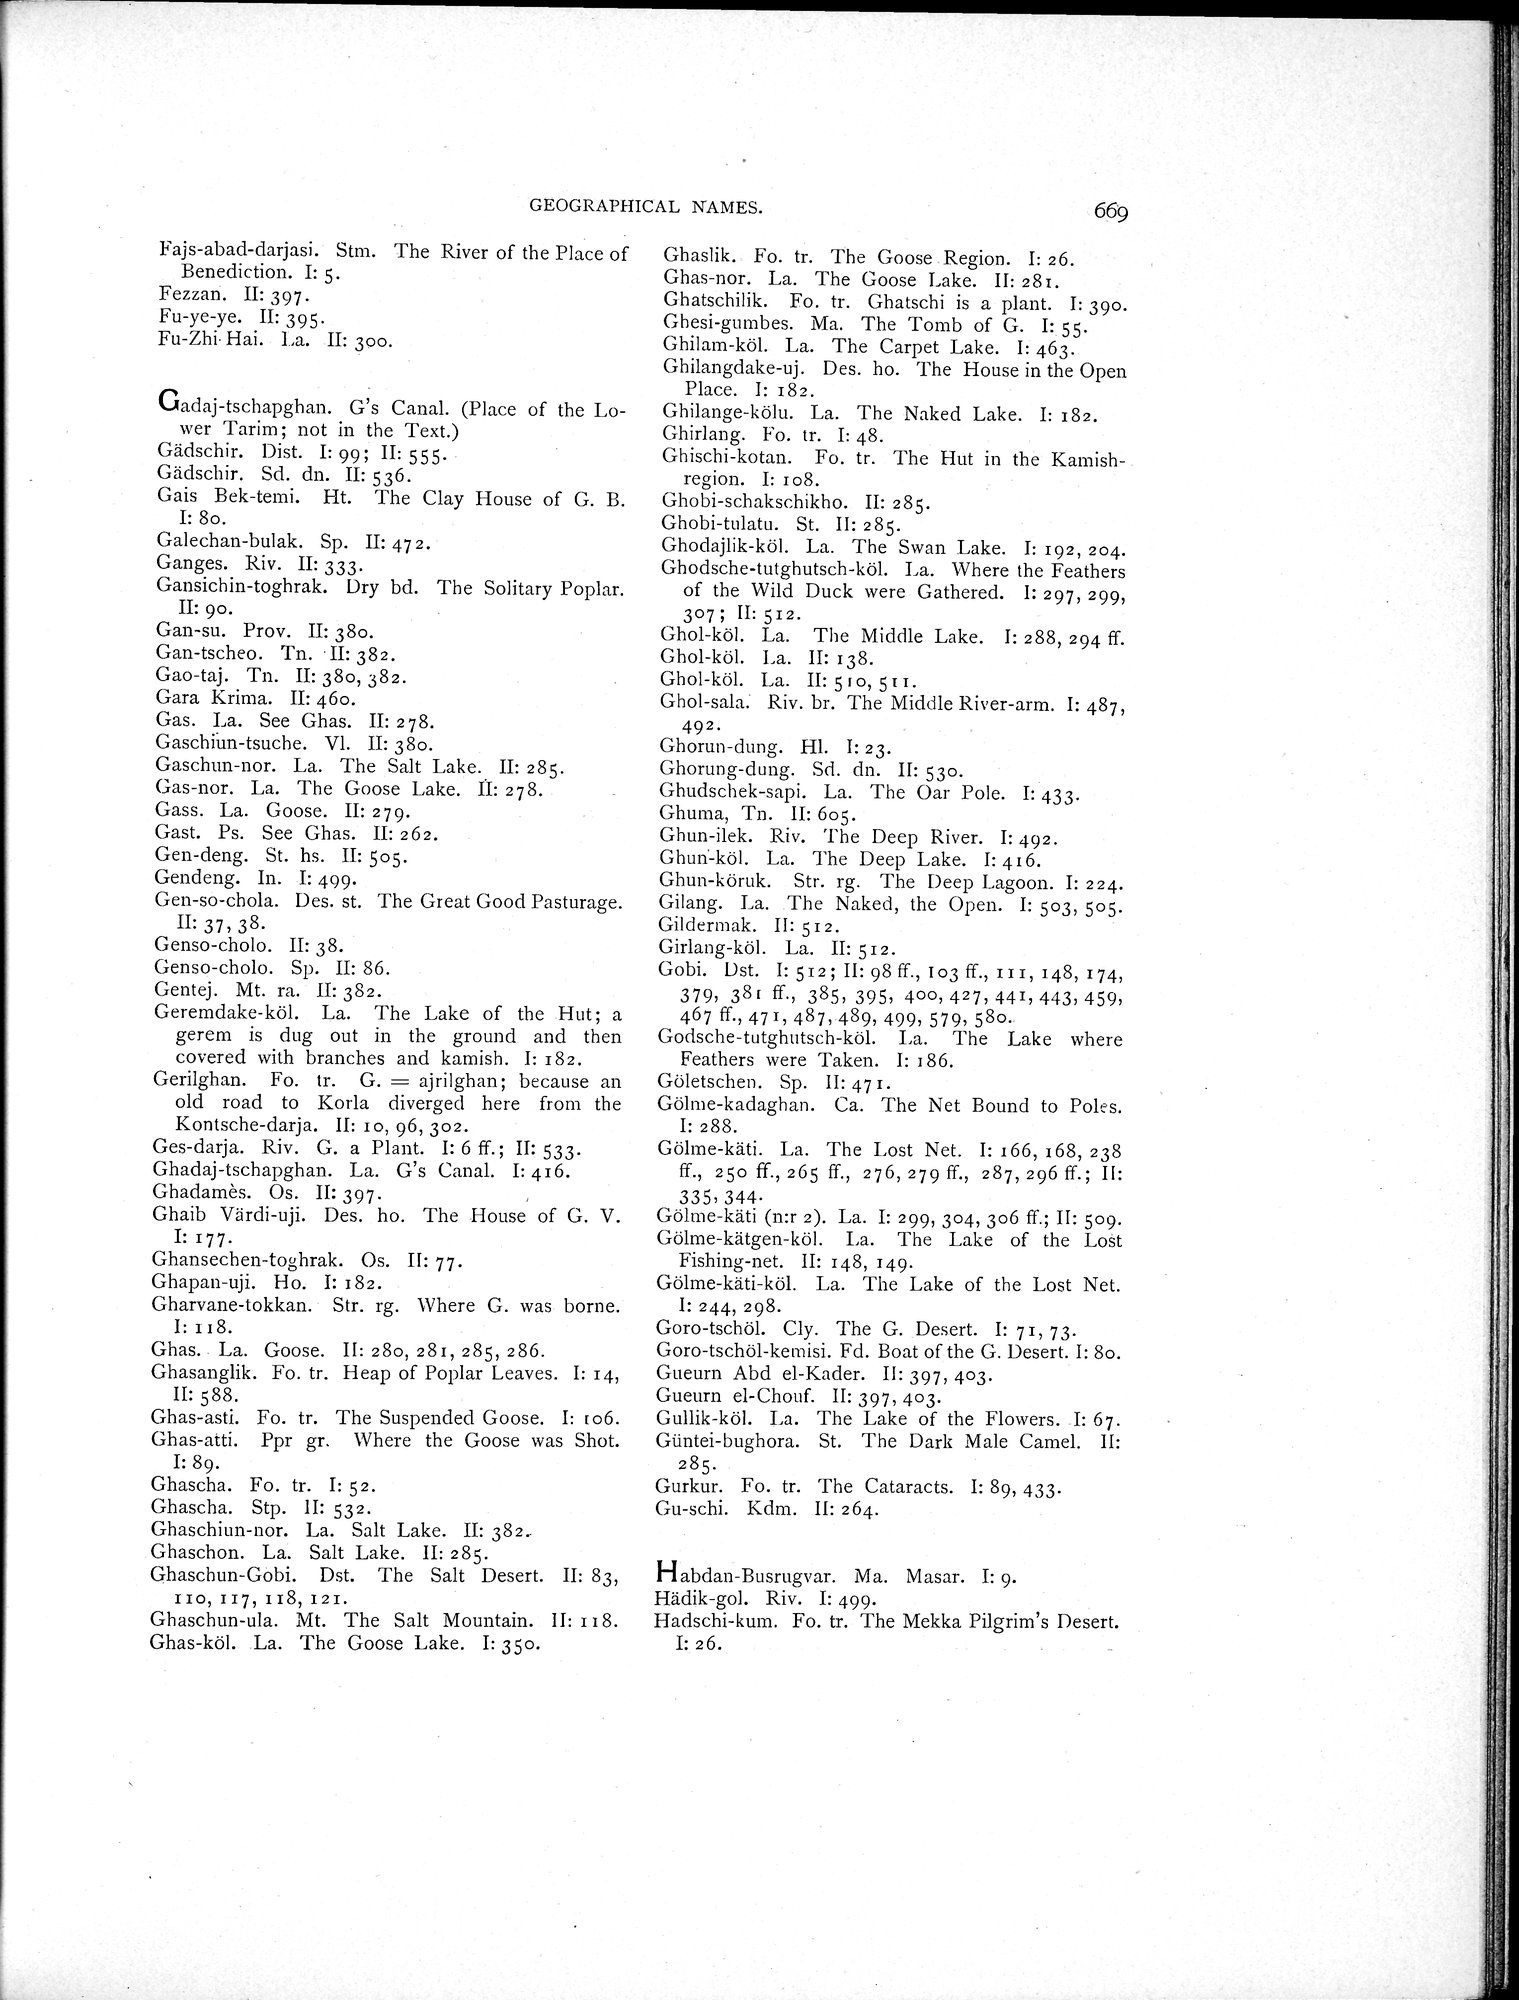 GEOGRAPHICAL NAMES.
669
Fajs-abad-darjasi. Stm. The River of the Place of
Benediction. I: 5.
Fezzan. II: 397.
Fu-ye-ye. II: 395.
Fu-Zhi-Hai. La. II: 300.
Gadaj-tschapghan. G's Canal. (Place of the Lo-
wer Tarim; not in the Text.)
Gädschir. Dist. I: 99; II: 555.
Gädschir. Sd. dn. II: 536.
Gais Bek-temi. Ht. The Clay House of G. B.
I: 80.
Galechan-bulak. Sp. II: 472.
Ganges. Riv. II: 333.
Gansichin-toghrak. Dry bd. The Solitary Poplar.
II: 90.
Gan-su. Prov. II: 380.
Gan-tscheo. Tn. II: 382.
Gao-taj. Tn. II: 380, 382.
Gara Krima. II: 460.
Gas. La. See Ghas. II: 278.
Gaschiun-tsuche. Vl. II: 380.
Gaschun-nor. La. The Salt Lake. II: 285.
Gas-nor. La. The Goose Lake. II: 278.
Gass. La. Goose. II: 279.
Gast. Ps. See Ghas. II: 262.
Gen-deng. St. hs. II: 505.
Gendeng. In. I: 499.
Gen-so-chola. Des. st. The Great Good Pasturage.
II: 37, 38.
Genso-cholo. II: 38.
Genso-cholo. Sp. II: 86.
Gentej. Mt. ra. II: 382.
Geremdake-köl. La. The Lake of the Hut; a
gerem is dug out in the ground and then
covered with branches and kamish. I: 182.
Gerilghan. Fo. tr. G. = ajrilghan; because an
old road to Korla diverged here from the
Kontsche-darja. II: 10, 96, 302.
Ges-darja. Riv. G. a Plant. I: 6 ff.; II: 533.
Ghadaj-tschapghan. La. G's Canal. I: 416.
Ghadamès. Os. II: 397.
Ghaib Värdi-uji. Des. ho. The House of G. V.
I: 177.
Ghansechen-toghrak. Os. II: 77.
Ghapan-uji. Ho. I: 182.
Gharvane-tokkan. Str. rg. Where G. was borne.
I: 118.
Ghas. La. Goose. II: 280, 281, 285, 286.
Ghasanglik. Fo. tr. Heap of Poplar Leaves. I: 14,
II: 588.
Ghas-asti. Fo. tr. The Suspended Goose. I: 106.
Ghas-atti. Ppr gr. Where the Goose was Shot.
I: 89.
Ghascha. Fo. tr. I: 52.
Ghascha. Stp. II: 532.
Ghaschiun-nor. La. Salt Lake. II: 382.
Ghaschon. La. Salt Lake. II: 285.
Ghaschun-Gobi. Dst. The Salt Desert. II: 83,
110, 117, 118, 121.
Ghaschun-ula. Mt. The Salt Mountain. II: 118.
Ghas-köl. La. The Goose Lake. I: 350.
Ghaslik. Fo. tr. The Goose Region. I: 26.
Ghas-nor. La. The Goose Lake. II: 281.
Ghatschilik. Fo. tr. Ghatschi is a plant. I: 390.
Ghesi-gumbes. Ma. The Tomb of G. I: 55.
Ghilam-köl. La. The Carpet Lake. I: 463.
Ghilangdake-uj. Des. ho. The House in the Open
Place. I: 182.
Ghilange-kölu. La. The Naked Lake. I: 182.
Ghirlang. Fo. tr. I: 48.
Ghischi-kotan. Fo. tr. The Hut in the Kamish-
region. I: 108.
Ghobi-schakschikho. II: 285.
Ghobi-tulatu. St. II: 285.
Ghodajlik-köl. La. The Swan Lake. I: 192, 204.
Ghodsche-tutghutsch-köl. La. Where the Feathers
of the Wild Duck were Gathered. I: 297, 299,
307; II: 512.
Ghol-köl. La. The Middle Lake. I: 288, 294 ff.
Ghol-köl. La. II: 138.
Ghol-köl. La. II: 510, 511.
Ghol-sala. Riv. br. The Middle River-arm. I: 487,
492.
Ghorun-dung. Hl. I: 23.
Ghorung-dung. Sd. dn. II: 530.
Ghudschek-sapi. La. The Oar Pole. I: 433.
Ghuma, Tn. II: 605.
Ghun-ilek. Riv. The Deep River. I: 492.
Ghun-köl. La. The Deep Lake. I: 416.
Ghun-köruk. Str. rg. The Deep Lagoon. I: 224.
Gilang. La. The Naked, the Open. I: 503, 505.
Gildermak. II: 512.
Girlang-köl. La. II: 512.
Gobi. Dst. I: 512; II: 98 ff., 103 ff., 111, 148, 174,
379, 381 ff., 385, 395, 400, 427, 441, 443, 459,
467 ff., 471, 487, 489, 499, 579, 580.
Godsche-tutghutsch-köl. La. The Lake where
Feathers were Taken. I: 186.
Göletschen. Sp. II: 471.
Gölme-kadaghan. Ca. The Net Bound to Poles.
I: 288.
Gölme-käti. La. The Lost Net. I: 166, 168, 238
ff., 250 ff., 265 ff., 276, 279 ff., 287, 296 ff.; II:
335, 344.
Gölme-käti (n:r 2). La. I: 299, 304, 306 ff.; II: 509.
Gölme-kätgen-köl. La. The Lake of the Lost
Fishing-net. II: 148, 149.
Gölme-käti-köl. La. The Lake of the Lost Net.
I: 244, 298.
Goro-tschöl. Cly. The G. Desert. I: 71, 73.
Goro-tschöl-kemisi. Fd. Boat of the G. Desert. I: 80.
Gueurn Abd el-Kader. II: 397, 403.
Gueurn el-Chouf. II: 397, 403.
Gullik-köl. La. The Lake of the Flowers. I: 67.
Güntei-bughora. St. The Dark Male Camel. II:
285.
Gurkur. Fo. tr. The Cataracts. I: 89, 433.
Gu-schi. Kdm. II: 264.
Habdan-Busrugvar. Ma. Masar. I: 9.
Hädik-gol. Riv. I: 499.
Hadschi-kum. Fo. tr. The Mekka Pilgrim's Desert.
I: 26.